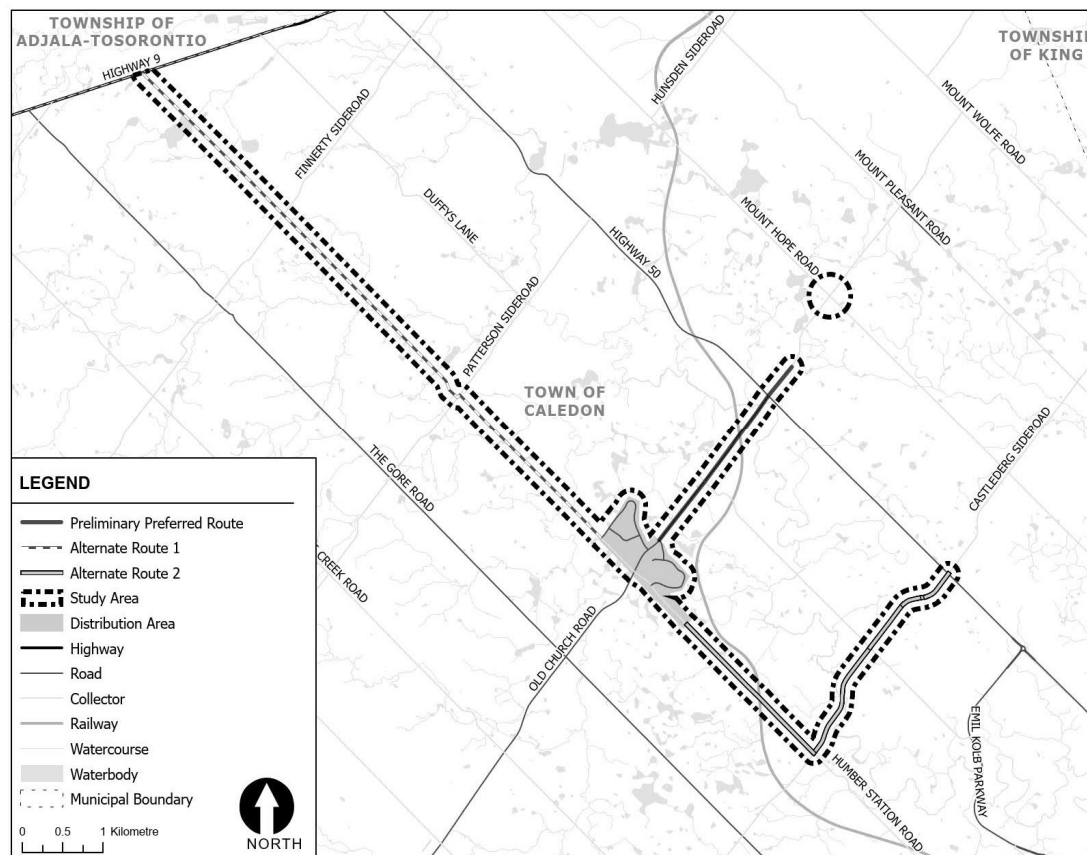 TOWNSHIP OF
ADJALA-TOSORONTIO
HIGHWAY 9
FINNERTY SIDEROAD
DUFFYS LANE
PATTERSON SIDEROAD
HUNSDEN SIDEROAD
TOWNSHIP
OF KING
MOUNT WOLFE ROAD
MOUNT PLEASANT ROAD
MOUNT HOPE ROAD
HIGHWAY 50
TOWN OF
CALEDON
THE GORE ROAD
CREEK ROAD
OLD CHURCH ROAD
CASTLEDERG SIDEROAD
EMIL KOLB PARKWAY
HUMBER STATION ROAD
LEGEND
Preliminary Preferred Route
Alternate Route 1
Alternate Route 2
Study Area
Distribution Area
Highway
Road
Collector
Railway
Watercourse
Waterbody
Municipal Boundary
0 0.5 1 Kilometre
NORTH